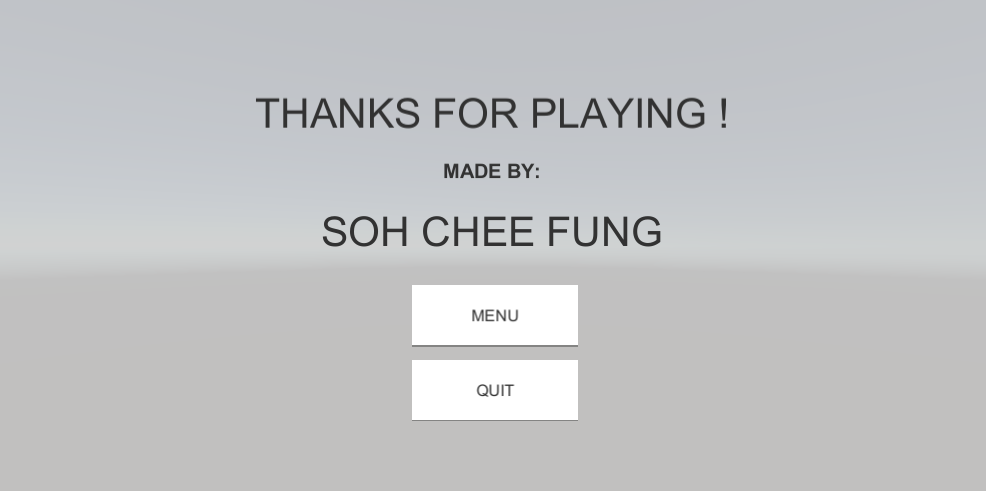 THANKS FOR PLAYING !
MADE BY:
SOH CHEE FUNG
MENU
QUIT